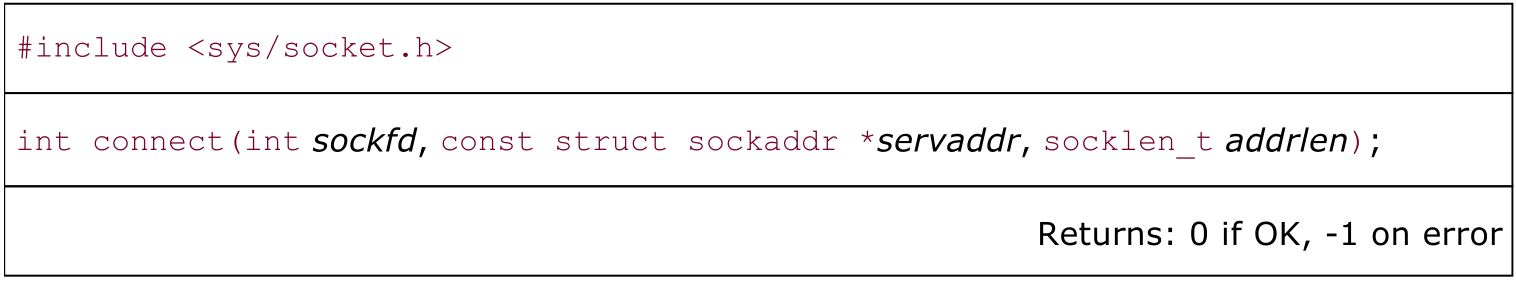 #include <sys/socket.h>
int connect(int sockfd, const struct sockaddr *servaddr, socklen_t addrlen);
Returns: 0 if OK, -1 on error